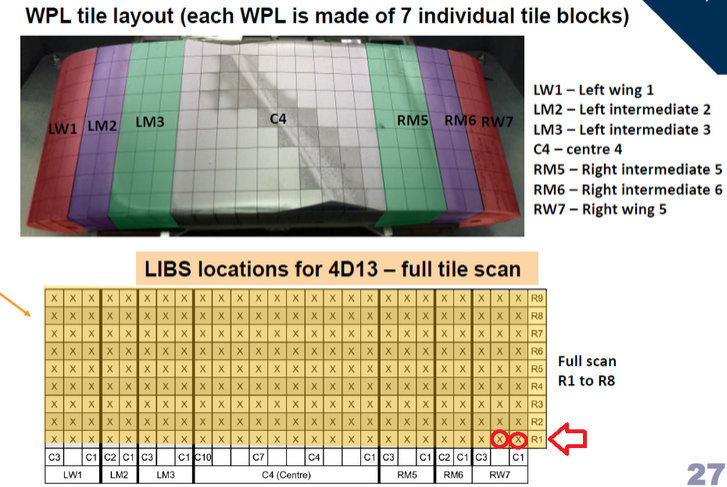 WPL tile layout (each WPL is made of 7 individual tile blocks)
LW1 LM2 LM3 C4 RM5 RM6 RW7
LW1 – Left wing 1
LM2 – Left intermediate 2
LM3 – Left intermediate 3
C4 – centre 4
RM5 – Right intermediate 5
RM6 – Right intermediate 6
RW7 – Right wing 5
LIBS locations for 4D13 – full tile scan
X X X X X X X X X X X X X X X X X X X X X X X X X X R9
X X X X X X X X X X X X X X X X X X X X X X X X X X R8
X X X X X X X X X X X X X X X X X X X X X X X X X X R7
X X X X X X X X X X X X X X X X X X X X X X X X X X R6
X X X X X X X X X X X X X X X X X X X X X X X X X X R5
X X X X X X X X X X X X X X X X X X X X X X X X X X R4
X X X X X X X X X X X X X X X X X X X X X X X X X X R3
X X X X X X X X X X X X X X X X X X X X X X X X X X R2
X X X X X X X X X X X X X X X X X X X X X X X X X X R1
C3 C1 C2 C1 C3 C1 C10 C7 C4 C1 C3 C1 C2 C1 C3 C1
LW1 LM2 LM3 C4 (Centre) RM5 RM6 RW7
Full scan
R1 to R8
27